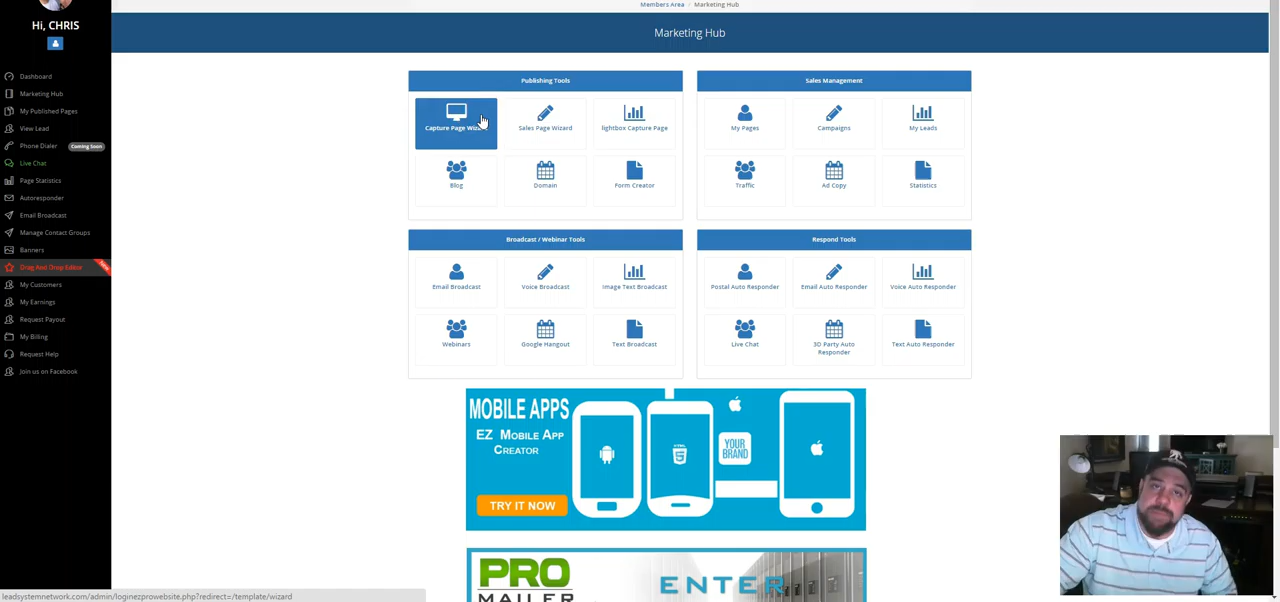 Members Area / Marketing Hub
Hi, CHRIS
Marketing Hub
Dashboard
Marketing Hub
My Published Pages
View Lead
Phone Dialer Coming Soon
Live Chat
Page Statistics
Autoresponder
Email Broadcast
Manage Contact Groups
Banners
Drag And Drop Editor NEW
My Customers
My Earnings
Request Payout
My Billing
Request Help
Join us on Facebook
Publishing Tools
Capture Page
Sales Page Wizard
lightbox Capture Page
Blog
Domain
Form Creator
Sales Management
My Pages
Campaigns
My Leads
Traffic
Ad Copy
Statistics
Broadcast / Webinar Tools
Email Broadcast
Voice Broadcast
Image Text Broadcast
Webinars
Google Hangout
Text Broadcast
Respond Tools
Postal Auto Responder
Email Auto Responder
Voice Auto Responder
Live Chat
3D Party Auto
Responder
Text Auto Responder
MOBILE APPS
EZ MOBILE APP
CREATOR
HTML
5
YOUR
BRAND
TRY IT NOW
PRO
MAILER
ENTER
leadsystemnetwork.com/admin/loginezprowebsite.php?redirect=/template/wizard